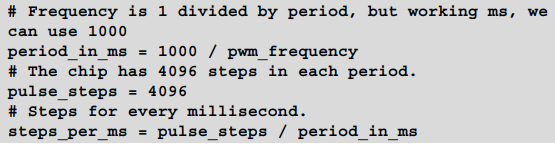 # Frequency is 1 divided by period, but working ms, we
can use 1000
period_in_ms = 1000 / pwm_frequency
# The chip has 4096 steps in each period.
pulse_steps = 4096
# Steps for every millisecond.
steps_per_ms = pulse_steps / period_in_ms